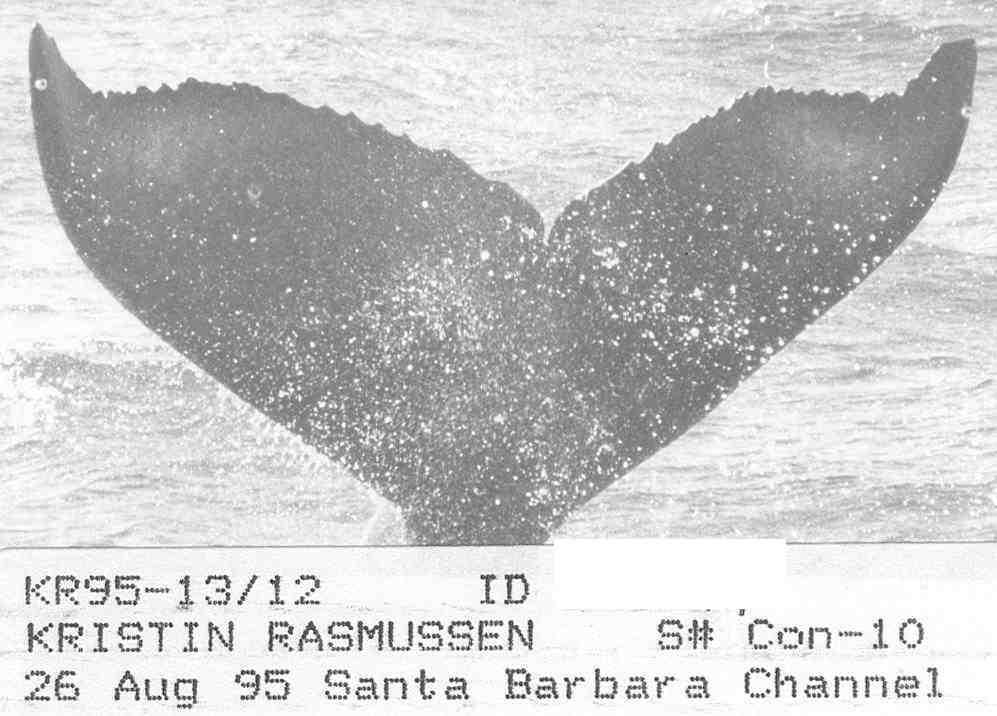 KR95-13/12 ID
KRISTIN RASMUSSEN S# Con-10
26 Aug 95 Santa Barbara Channel